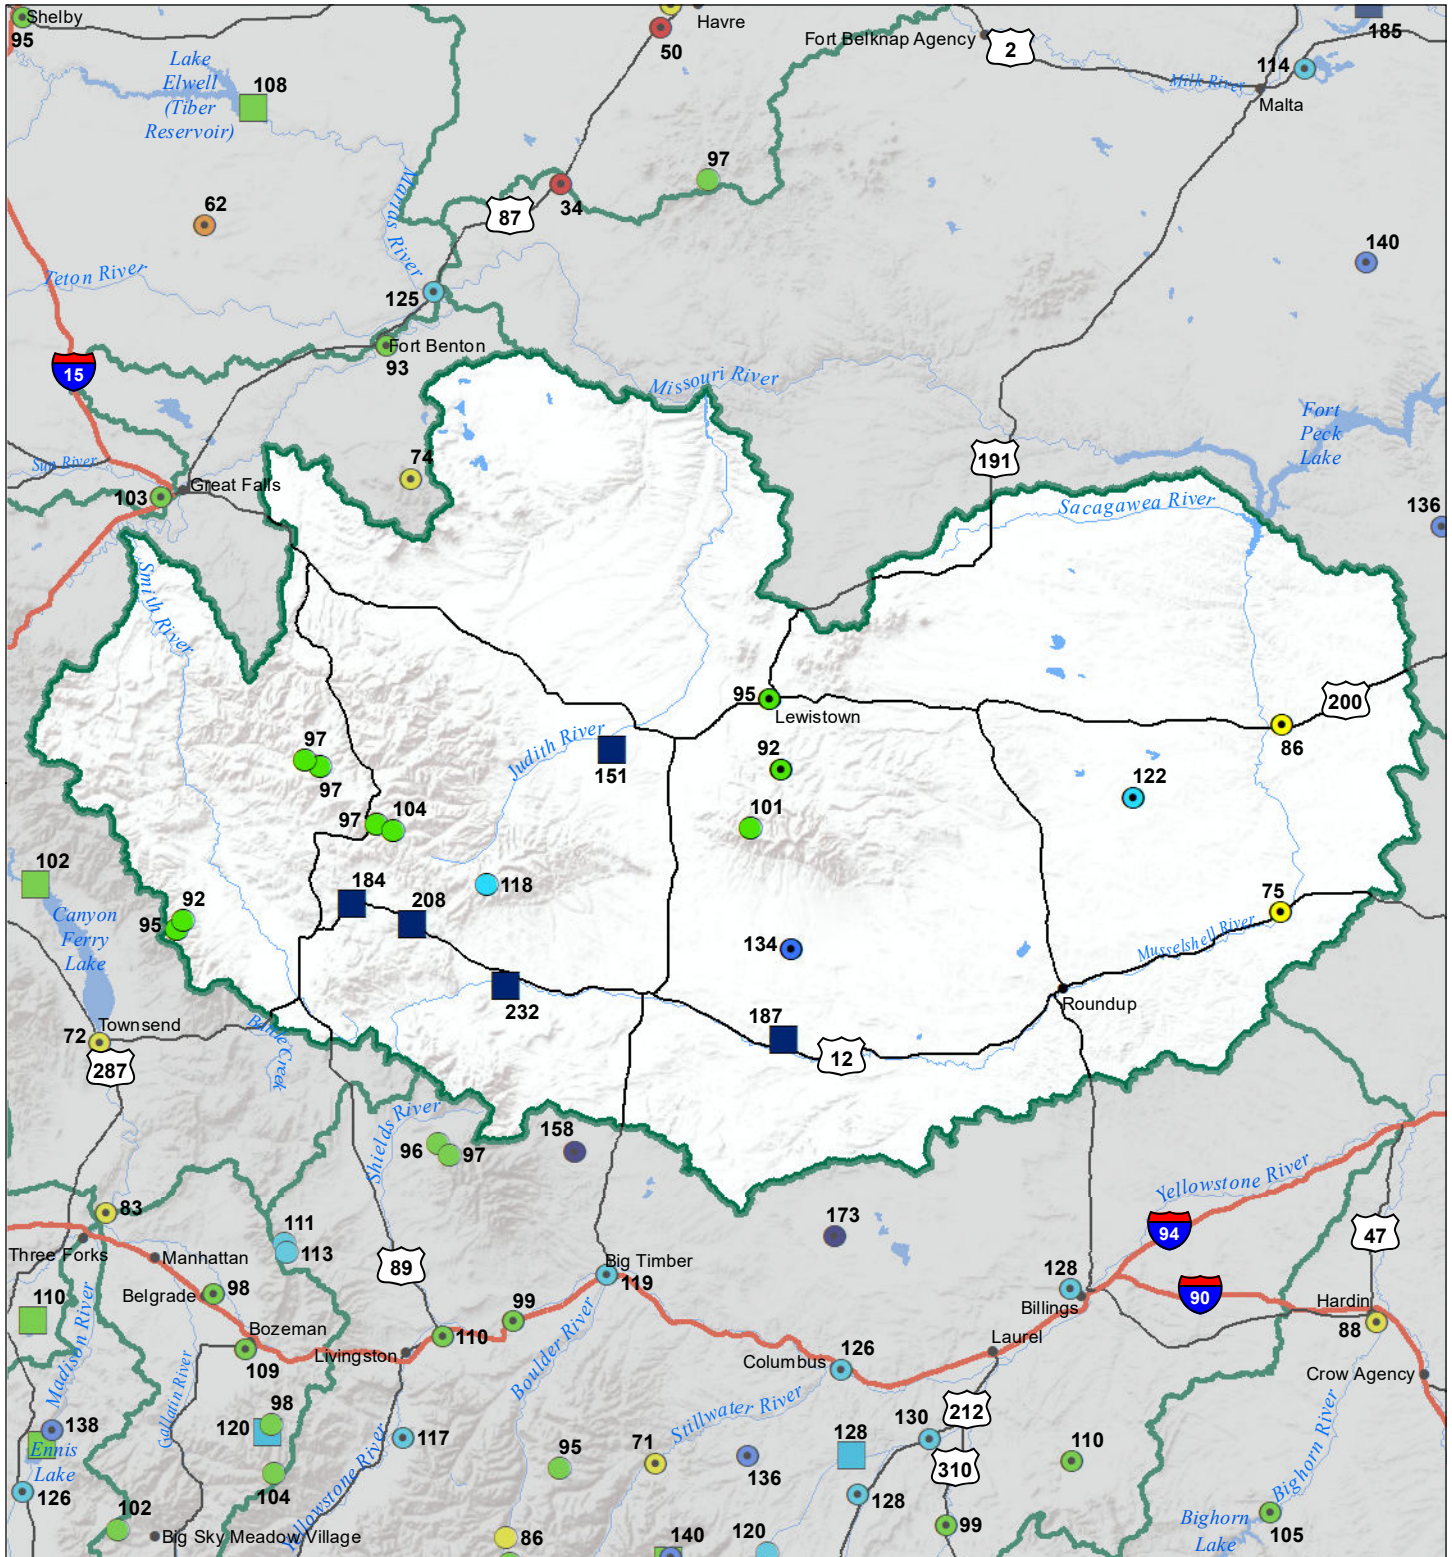 Shelby
95
Havre
50
Fort Belknap Agency
2
185
114
Milk River
Malta
Lake
Elwell
(Tiber
Reservoir)
108
97
Marias River
34
87
62
140
Teton River
125
Fort Benton
93
15
Missouri River
Fort
Peck
Lake
191
74
Sun River
Great Falls
103
Sacagawea River
136
Smith River
95
Lewistown
200
86
Judith River
151
92
122
97
97
101
97
104
102
184
208
118
75
92
95
Canyon
Ferry
Lake
134
Musselshell River
232
Roundup
187
12
Townsend
72
287
Battle Creek
Shields River
96
97
158
Yellowstone River
83
111
113
173
94
47
Three Forks
Manhattan
89
Big Timber
119
128
Billings
90
Belgrade
98
110
Madison River
99
Hardin
88
Bozeman
109
Livingston
110
Boulder River
Laurel
Columbus
126
Crow Agency
Gallatin River
98
120
138
Ennis
Lake
117
Stillwater River
212
130
128
310
95
71
136
110
126
104
Yellowstone River
128
Bighorn River
102
Big Sky Meadow Village
86
140
120
99
Bighorn
Lake
105